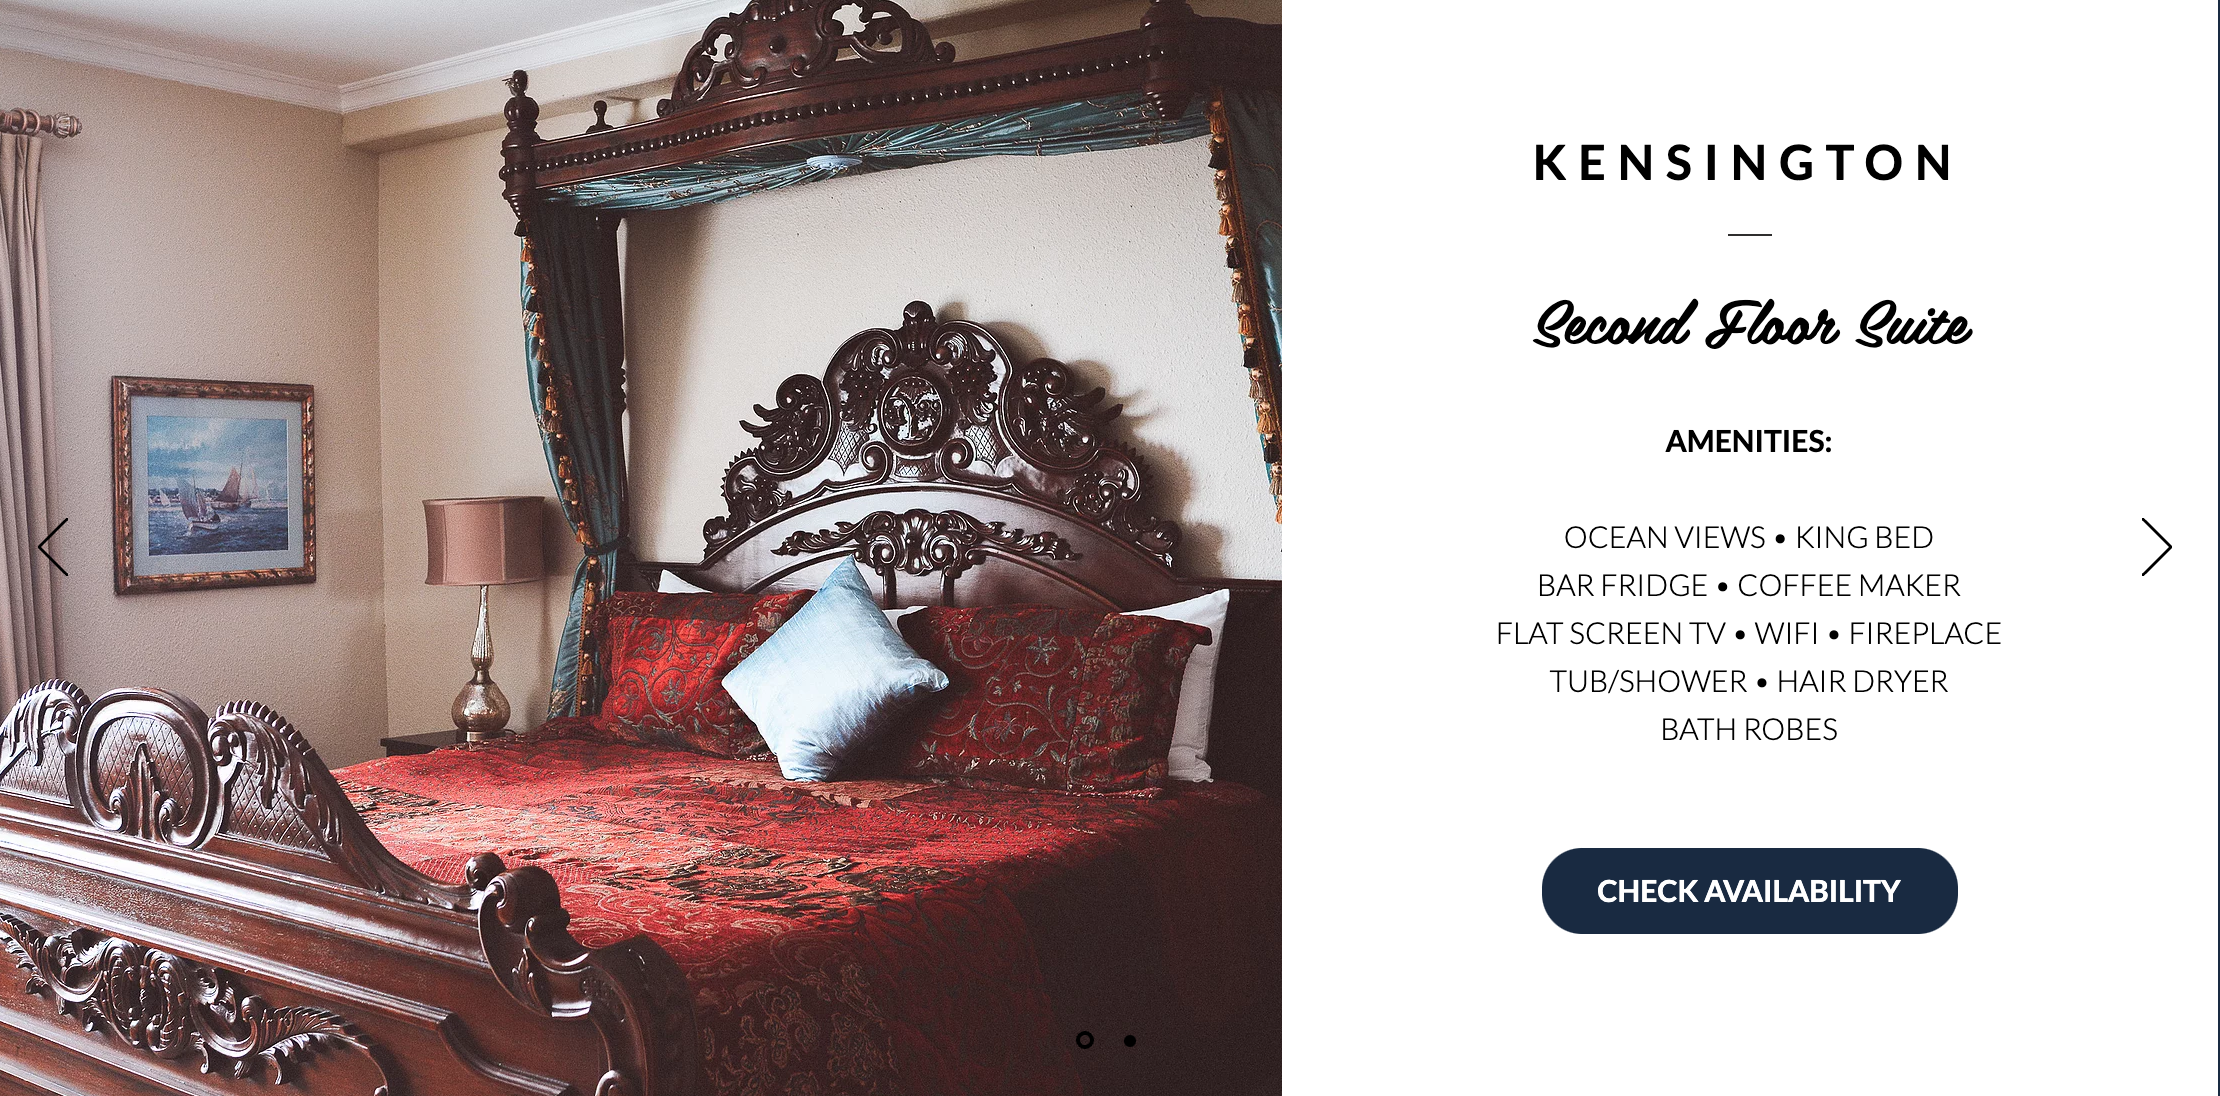 KENSINGTON
Second Floor Suite
AMENITIES:
OCEAN VIEWS • KING BED
BAR FRIDGE • COFFEE MAKER
FLAT SCREEN TV • WIFI • FIREPLACE
TUB/SHOWER • HAIR DRYER
BATH ROBES
CHECK AVAILABILITY